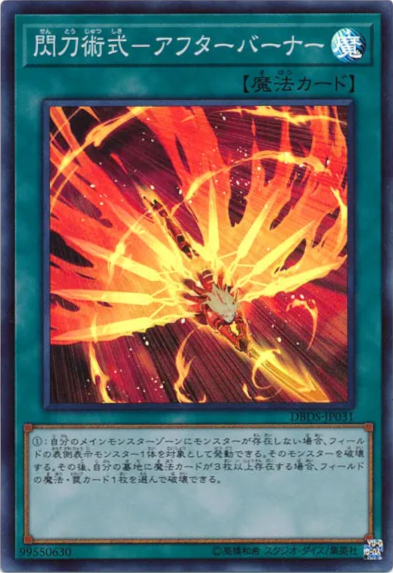 閃刀術式－アフターバーナー 魔
【魔法カード】
DBDS-JP031
①：自分のメインモンスターゾーンにモンスターが存在しない場合、フィール
ドの表側表示モンスター1体を対象として発動できる。そのモンスターを破壊
する。その後、自分の墓地に魔法カードが3枚以上存在する場合、フィールド
の魔法・罠カード1枚を選んで破壊できる。
99550630
©高橋和希 スタジオ・ダイス/集英社